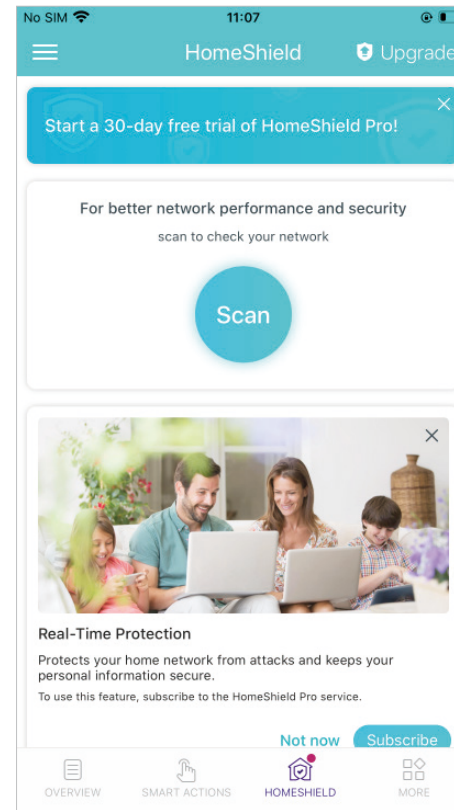 No SIM 11:07
HomeShield Upgrade
Start a 30-day free trial of HomeShield Pro!
For better network performance and security
scan to check your network
Scan
Real-Time Protection
Protects your home network from attacks and keeps your
personal information secure.
To use this feature, subscribe to the HomeShield Pro service.
Not now Subscribe
OVERVIEW SMART ACTIONS HOMESHIELD MORE